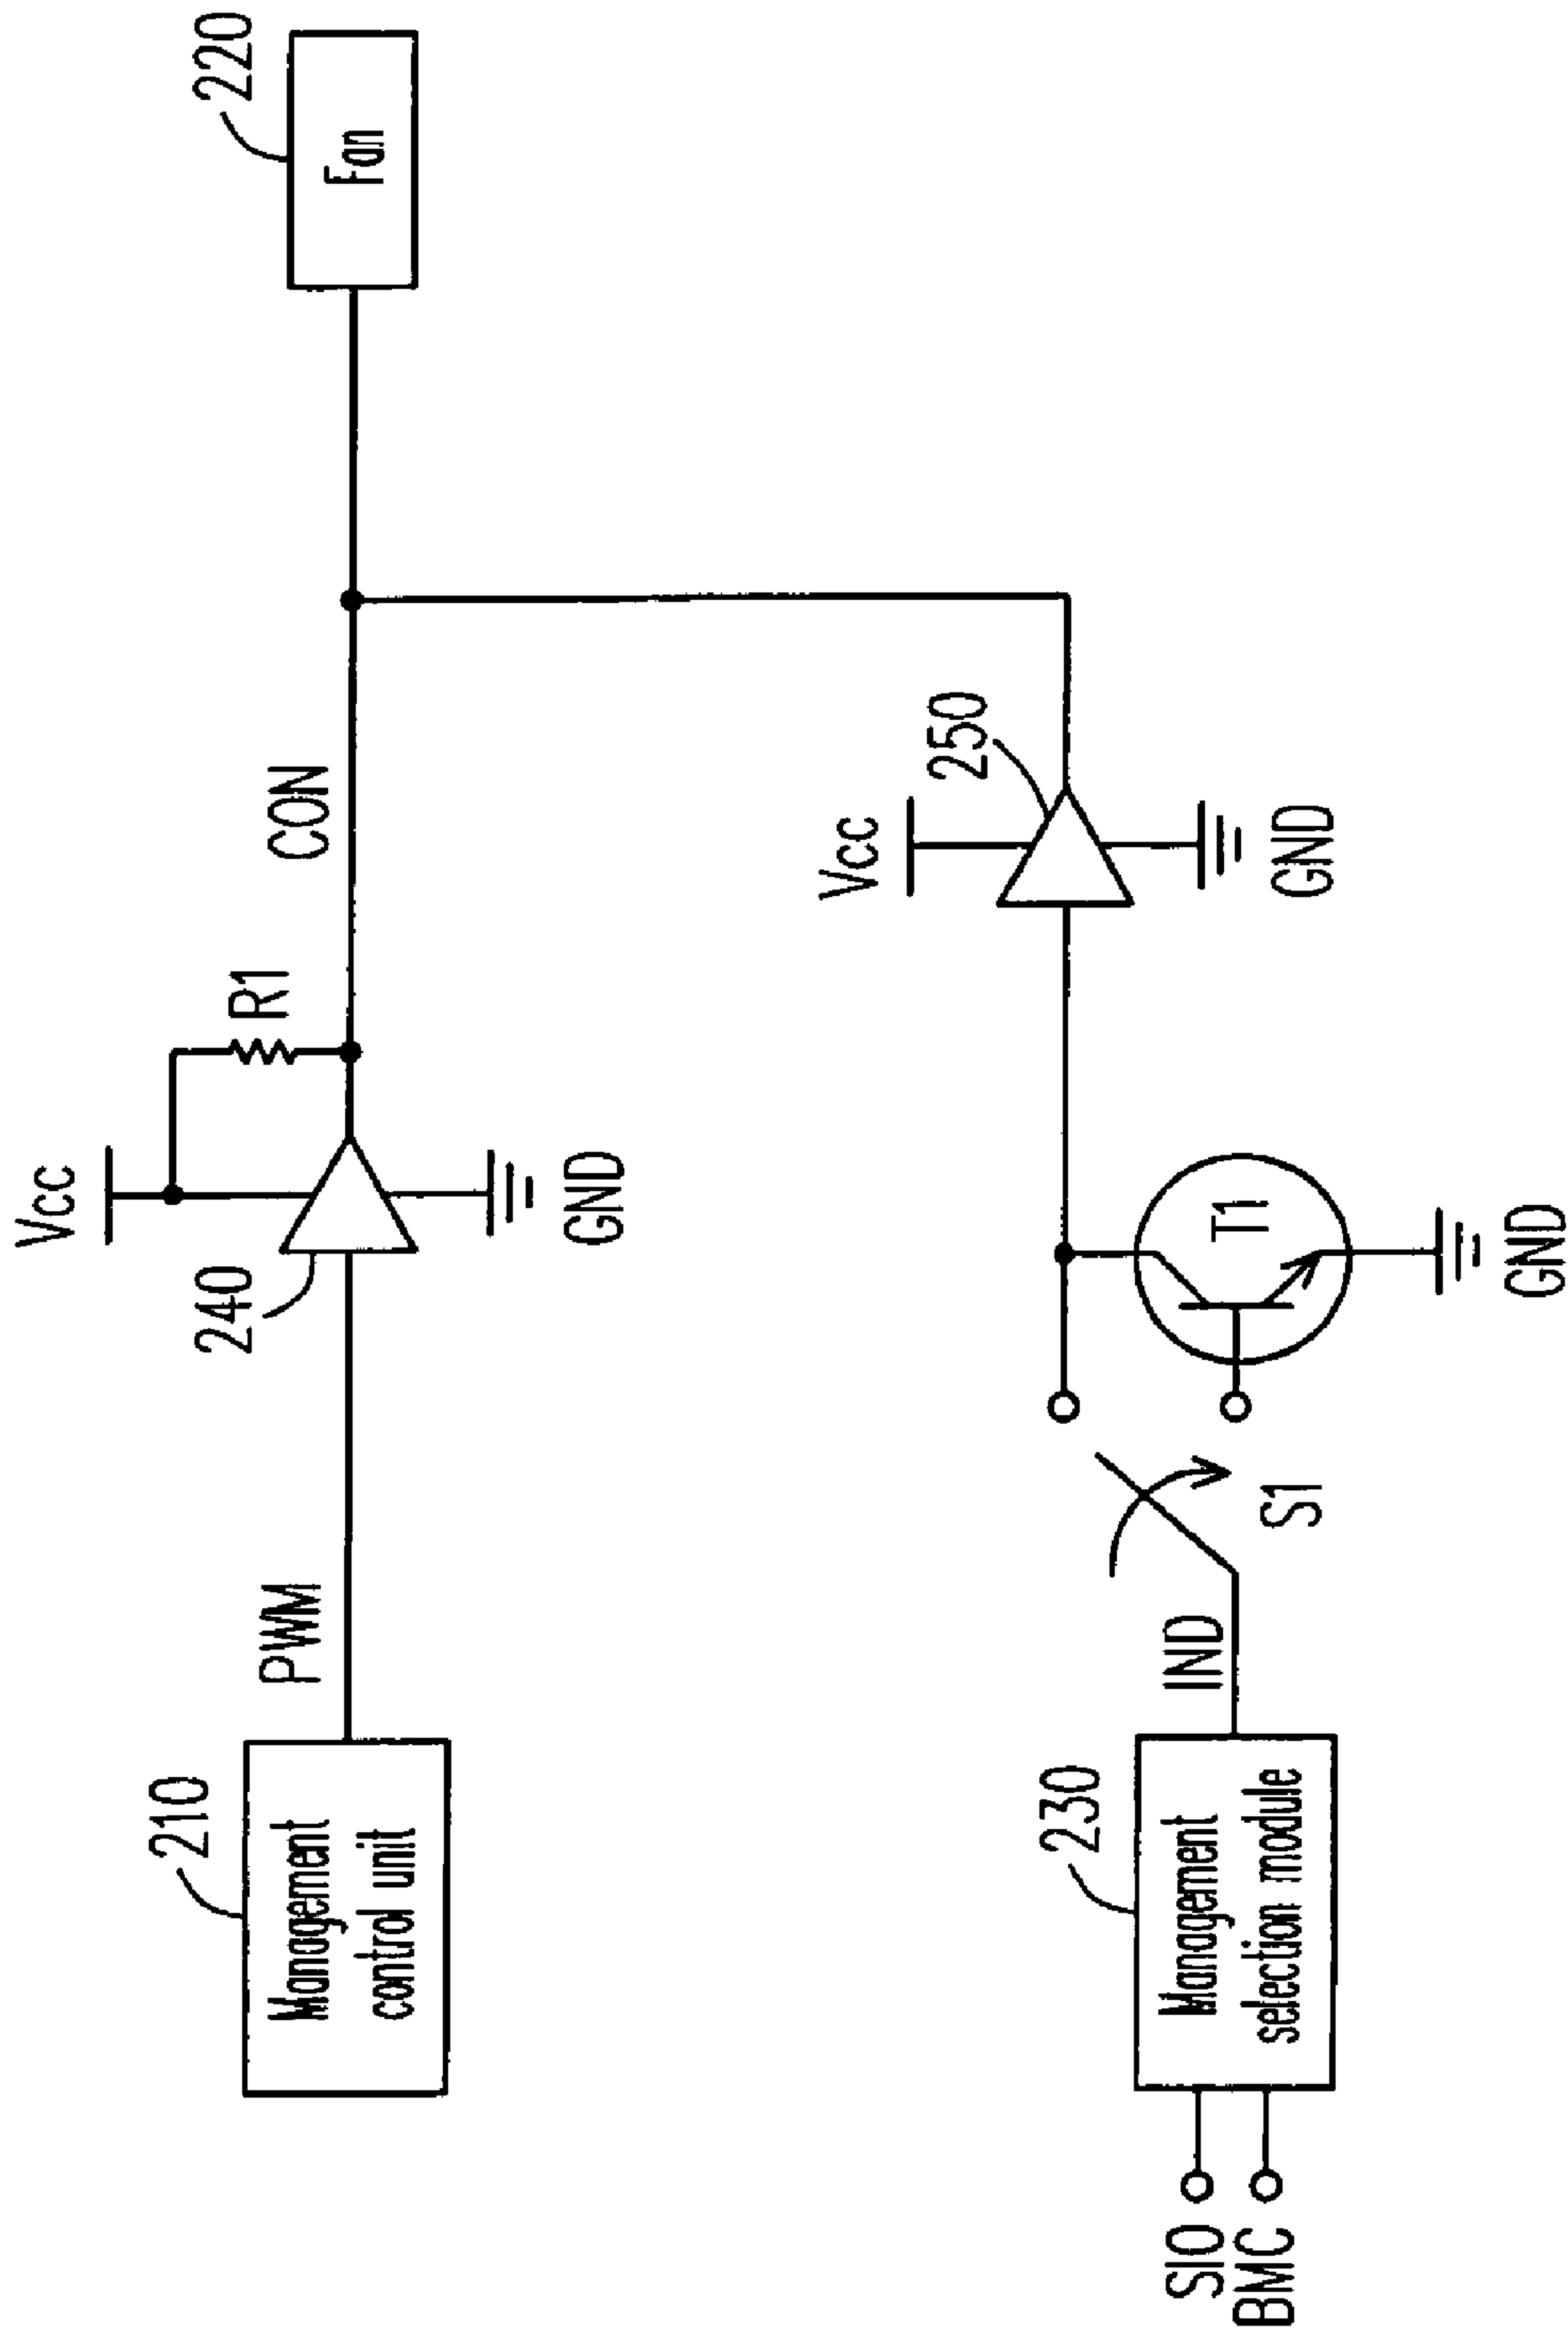 Vcc
R1
CON
220
Fan
240
GND
210
PWM
Management
control unit
Vcc
250
GND
230
IND
S1
T1
GND
Management
selection module
SIO
BMC